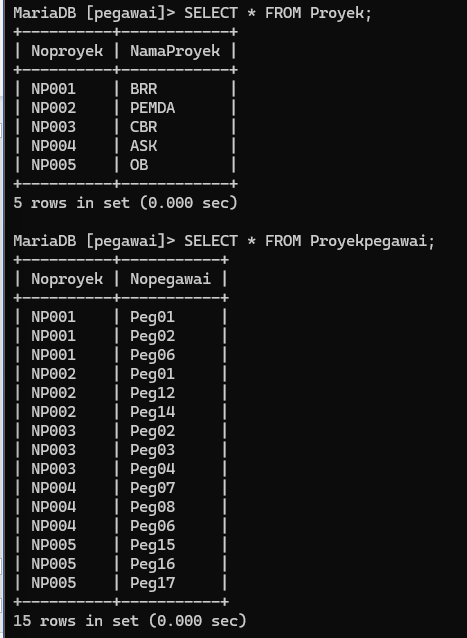 MariaDB [pegawai]> SELECT * FROM Proyek;
+----------+------------+
| Noproyek | NamaProyek |
+----------+------------+
| NP001    | BRR        |
| NP002    | PEMDA      |
| NP003    | CBR        |
| NP004    | ASK        |
| NP005    | OB         |
+----------+------------+
5 rows in set (0.000 sec)

MariaDB [pegawai]> SELECT * FROM Proyekpegawai;
+----------+-----------+
| Noproyek | Nopegawai |
+----------+-----------+
| NP001    | Peg01     |
| NP001    | Peg02     |
| NP001    | Peg06     |
| NP002    | Peg01     |
| NP002    | Peg12     |
| NP002    | Peg14     |
| NP003    | Peg02     |
| NP003    | Peg03     |
| NP003    | Peg04     |
| NP004    | Peg07     |
| NP004    | Peg08     |
| NP004    | Peg06     |
| NP005    | Peg15     |
| NP005    | Peg16     |
| NP005    | Peg17     |
+----------+-----------+
15 rows in set (0.000 sec)